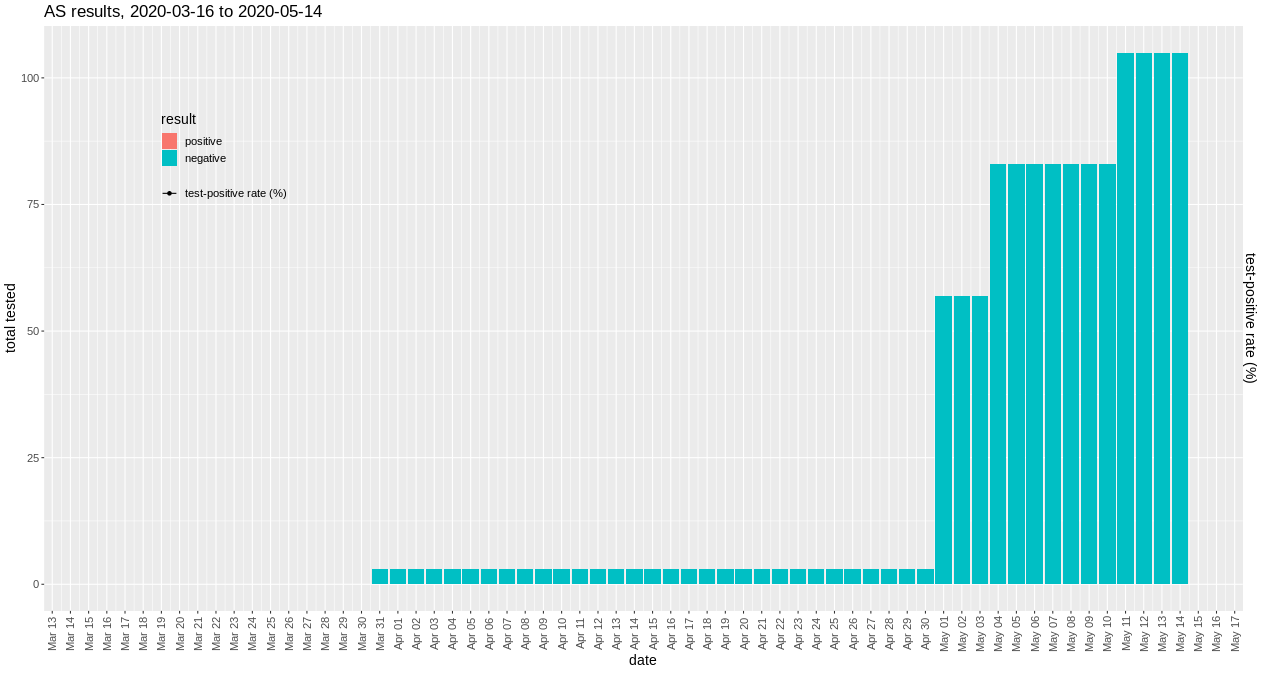 AS results, 2020-03-16 to 2020-05-14
total tested
100
75
50
25
0
result
positive
negative
test-positive rate (%)
test-positive rate (%)
Mar 13
Mar 14
Mar 15
Mar 16
Mar 17
Mar 18
Mar 19
Mar 20
Mar 21
Mar 22
Mar 23
Mar 24
Mar 25
Mar 26
Mar 27
Mar 28
Mar 29
Mar 30
Mar 31
Apr 01
Apr 02
Apr 03
Apr 04
Apr 05
Apr 06
Apr 07
Apr 08
Apr 09
Apr 10
Apr 11
Apr 12
Apr 13
Apr 14
Apr 15
Apr 16
Apr 17
Apr 18
Apr 19
Apr 20
Apr 21
Apr 22
Apr 23
Apr 24
Apr 25
Apr 26
Apr 27
Apr 28
Apr 29
Apr 30
May 01
May 02
May 03
May 04
May 05
May 06
May 07
May 08
May 09
May 10
May 11
May 12
May 13
May 14
May 15
May 16
May 17
date